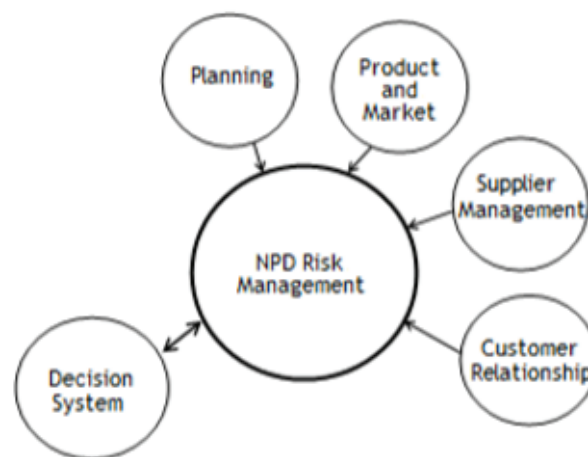 Planning
Product
and
Market
Supplier
Management
NPD Risk
Management
Customer
Relationship
Decision
System